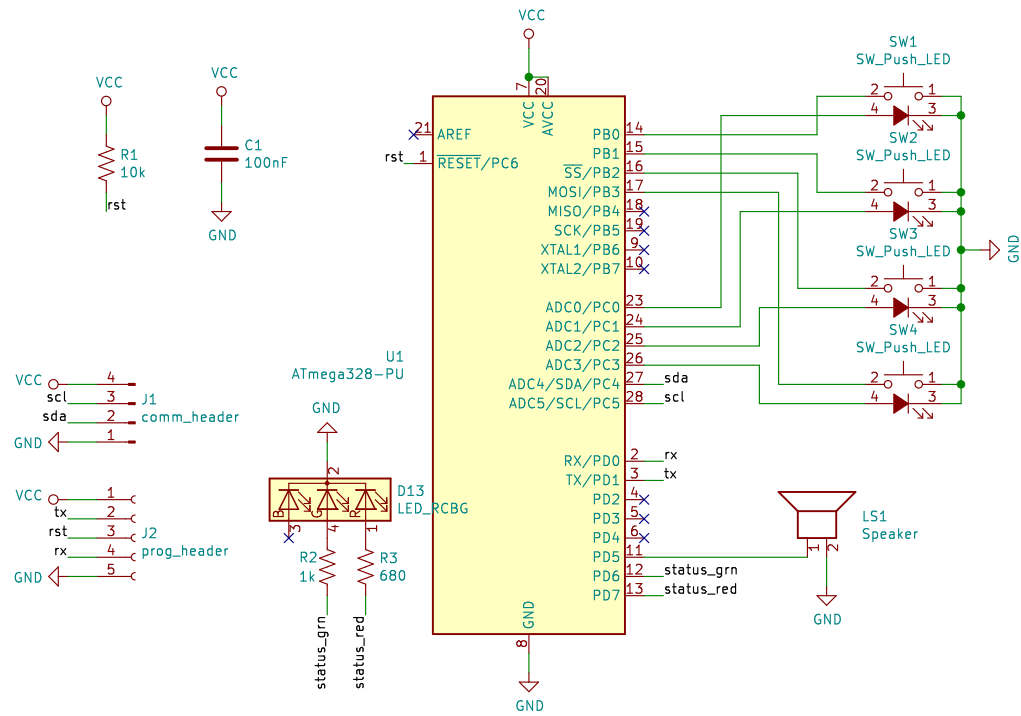 VCC
R1
10k
rst
VCC
C1
100nF
GND
VCC
7
20
VCC
AVCC
21
AREF
rst
1
RESET/PC6
PB0
14
PB1
15
SS/PB2
16
MOSI/PB3
17
MISO/PB4
18
SCK/PB5
19
XTAL1/PB6
9
XTAL2/PB7
10
ADC0/PC0
23
ADC1/PC1
24
ADC2/PC2
25
ADC3/PC3
26
ADC4/SDA/PC4
27
sda
ADC5/SCL/PC5
28
scl
RX/PD0
2
rx
TX/PD1
3
tx
PD2
4
PD3
5
PD4
6
PD5
11
PD6
12
status_grn
PD7
13
status_red
GND
8
GND
U1
ATmega328-PU
SW1
SW_Push_LED
2
1
4
3
SW2
SW_Push_LED
2
1
4
3
SW3
SW_Push_LED
2
1
4
3
SW4
SW_Push_LED
2
1
4
3
GND
VCC
4
scl
3
J1
sda
2
comm_header
GND
1
VCC
1
tx
2
rst
3
J2
rx
4
prog_header
GND
5
GND
2
D13
LED_RCBG
B
G
R
3
4
1
R2
1k
R3
680
status_grn
status_red
LS1
Speaker
1
2
GND